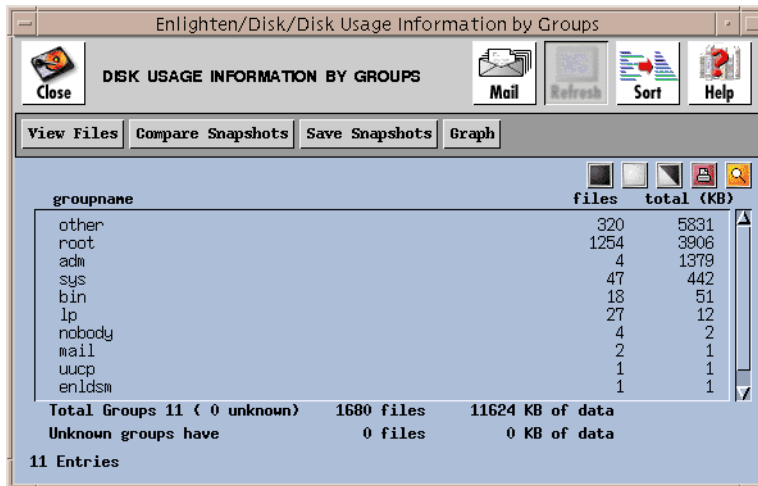 Enlighten/Disk/Disk Usage Information by Groups
Close
DISK USAGE INFORMATION BY GROUPS
Mail
Refresh
Sort
Help
View Files
Compare Snapshots
Save Snapshots
Graph
groupname files total (KB)
other 320 5831
root 1254 3906
adm 4 1379
sys 47 442
bin 18 51
lp 27 12
nobody 4 2
mail 2 1
uucp 1 1
enldsm 1 1
Total Groups 11 ( 0 unknown) 1680 files 11624 KB of data
Unknown groups have 0 files 0 KB of data
11 Entries